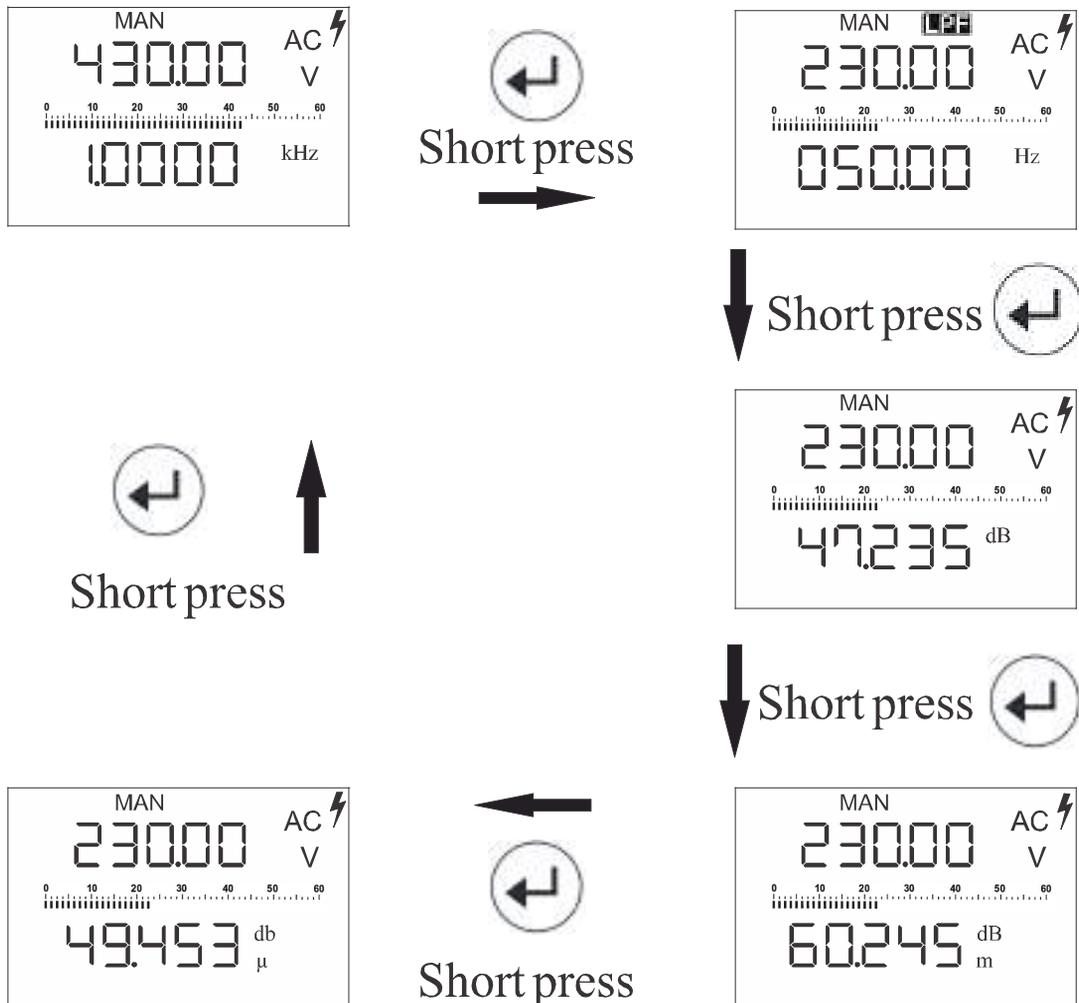 MAN
AC
430.00
V
0 10 20 30 40 50 60
1.0000 kHz
Short press
MAN LPF
AC
230.00
V
0 10 20 30 40 50 60
050.00 Hz
Short press
MAN
AC
230.00
V
0 10 20 30 40 50 60
47.235 dB
Short press
Short press
MAN
AC
230.00
V
0 10 20 30 40 50 60
49.453 db
μ
Short press
MAN
AC
230.00
V
0 10 20 30 40 50 60
60.245 dB
m